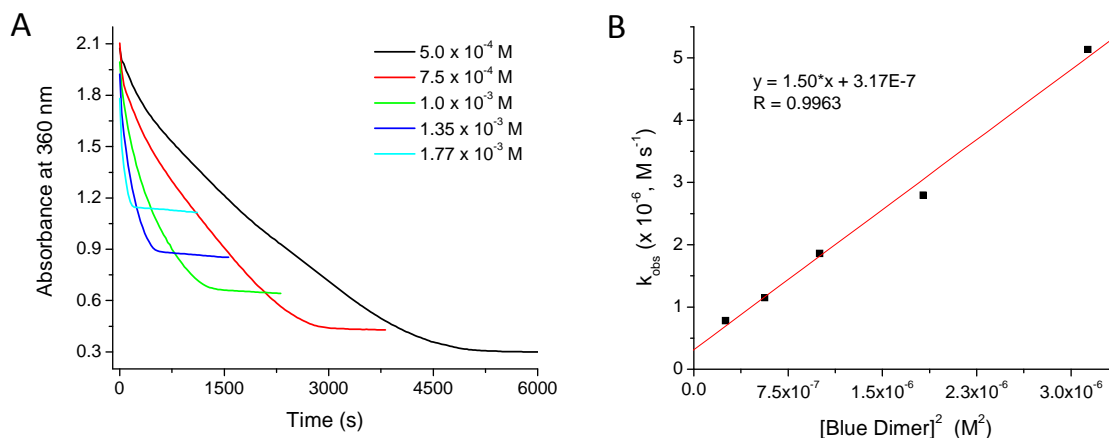 A
2.1
1.8
1.5
1.2
0.9
0.6
0.3
Absorbance at 360 nm
5.0 x 10⁻⁴ M
7.5 x 10⁻⁴ M
1.0 x 10⁻³ M
1.35 x 10⁻³ M
1.77 x 10⁻³ M
0 1500 3000 4500 6000
Time (s)
B
5
4
3
2
1
0
k_obs (x 10⁻⁶, M s⁻¹)
y = 1.50*x + 3.17E-7
R = 0.9963
0.0 7.5x10⁻⁷ 1.5x10⁻⁶ 2.3x10⁻⁶ 3.0x10⁻⁶
[Blue Dimer]² (M²)